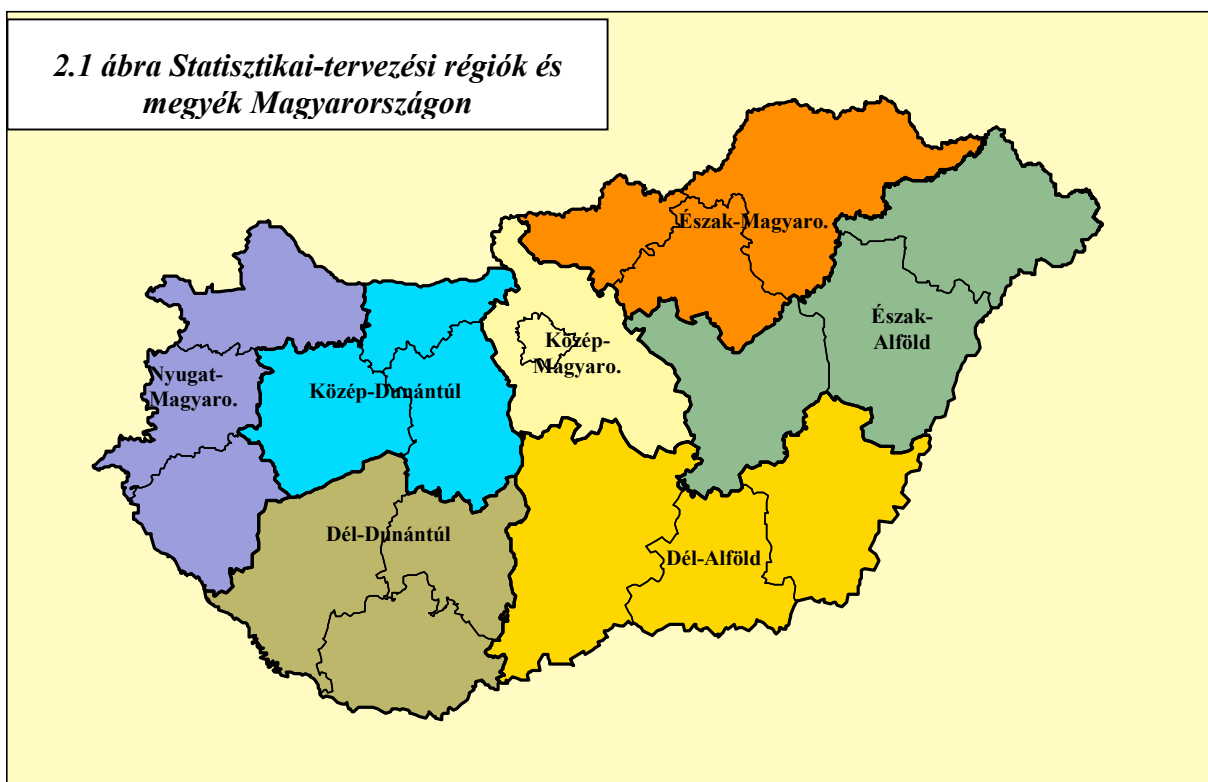 2.1 ábra Statisztikai-tervezési régiók és
megyék Magyarországon
Észak-Magyaro.
Észak-
Alföld
Közép-
Magyaro.
Nyugat-
Magyaro.
Közép-Dunántúl
Dél-Dunántúl
Dél-Alföld